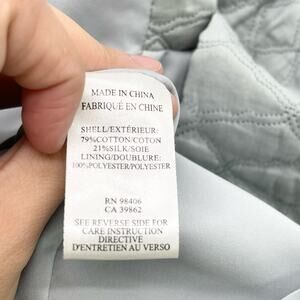 MADE IN CHINA
FABRIQUÉ EN CHINE
SHELL/EXTÉRIEUR:
79%COTTON/COTON
21%SILK/SOIE
LINING/DOUBLURE:
100%POLYESTER/POLYESTER
RN 98406
CA 39862
SEE REVERSE SIDE FOR
CARE INSTRUCTION
DIRECTIVE
D'ENTRETIEN AU VERSO